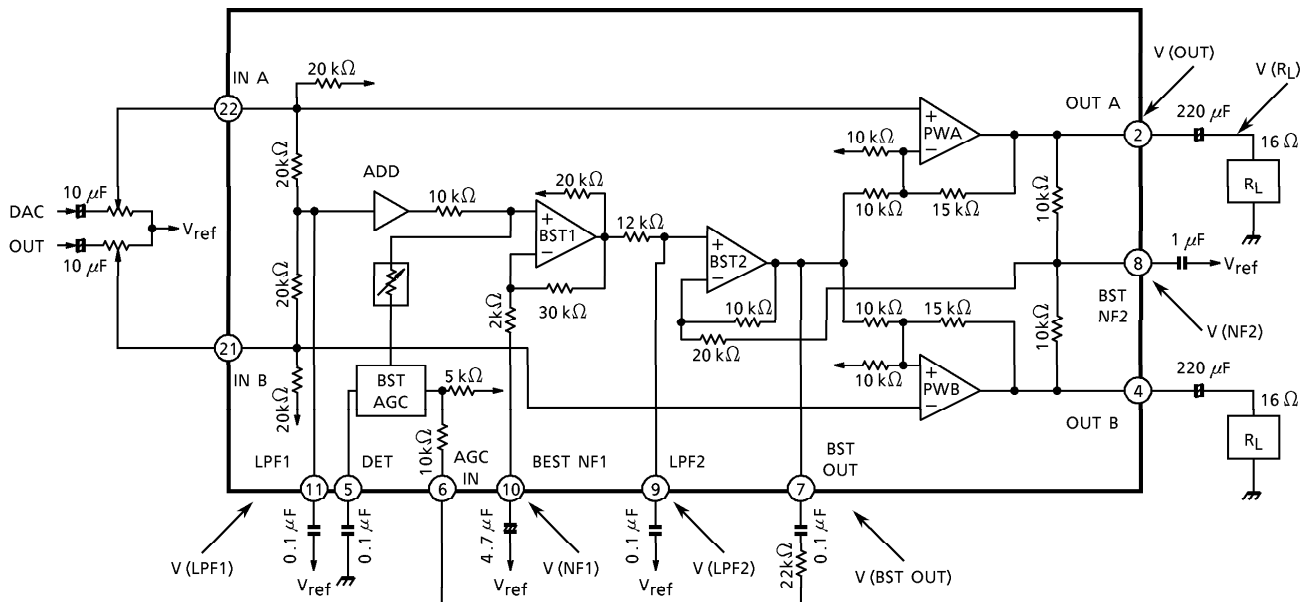 20 kΩ
IN A
22
V (OUT)
V (RL)
OUT A
2
220 μF
16 Ω
RL
10 kΩ
+
−
PWA
20kΩ
ADD
10 kΩ
20 kΩ
+
−
BST1
12 kΩ
+
−
BST2
10 kΩ
15 kΩ
10kΩ
10 μF
DAC
OUT
10 μF
Vref
1 μF
8
Vref
BST
NF2
V (NF2)
20kΩ
2kΩ
30 kΩ
10 kΩ
20 kΩ
10 kΩ
15 kΩ
10kΩ
21
IN B
20kΩ
BST
AGC
5 kΩ
10kΩ
10 kΩ
+
−
PWB
4
OUT B
220 μF
16 Ω
RL
LPF1
DET
AGC
IN
BEST NF1
LPF2
BST
OUT
11
5
6
10
9
7
V (LPF1)
0.1 μF
Vref
0.1 μF
4.7 μF
Vref
V (NF1)
0.1 μF
Vref
V (LPF2)
0.1 μF
22kΩ
V (BST OUT)